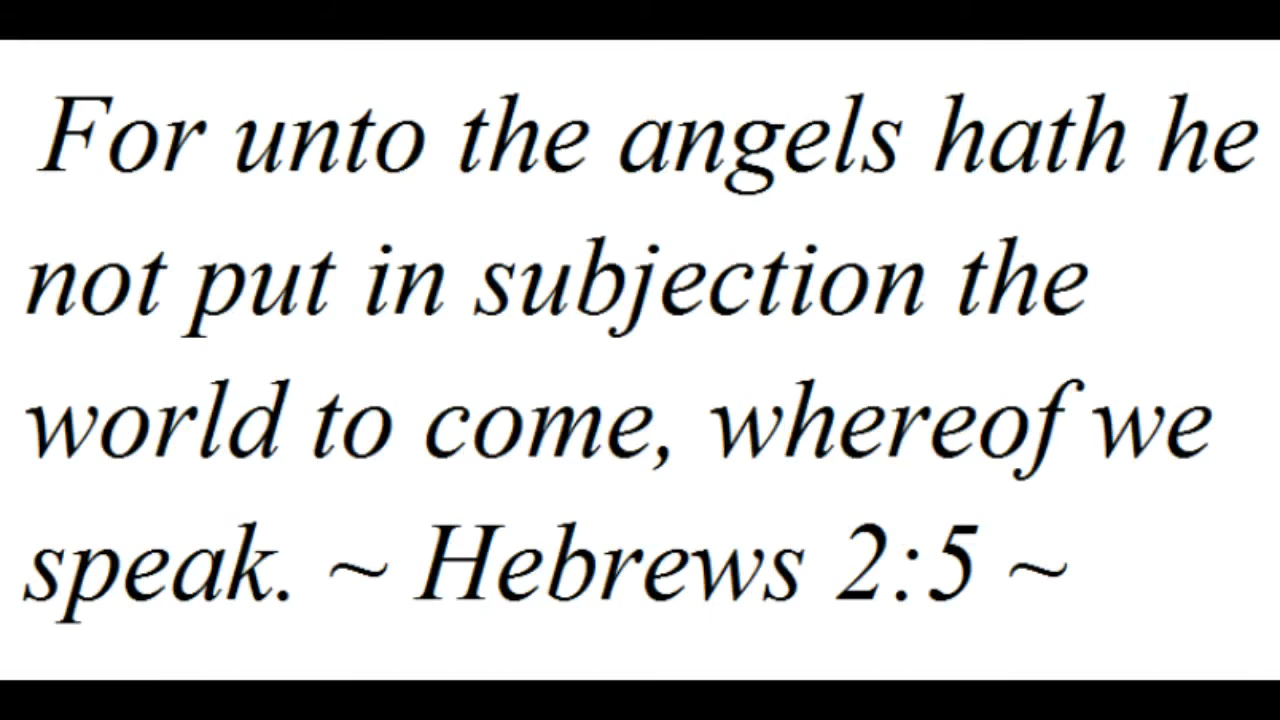 For unto the angels hath he
not put in subjection the
world to come, whereof we
speak. ~ Hebrews 2:5 ~